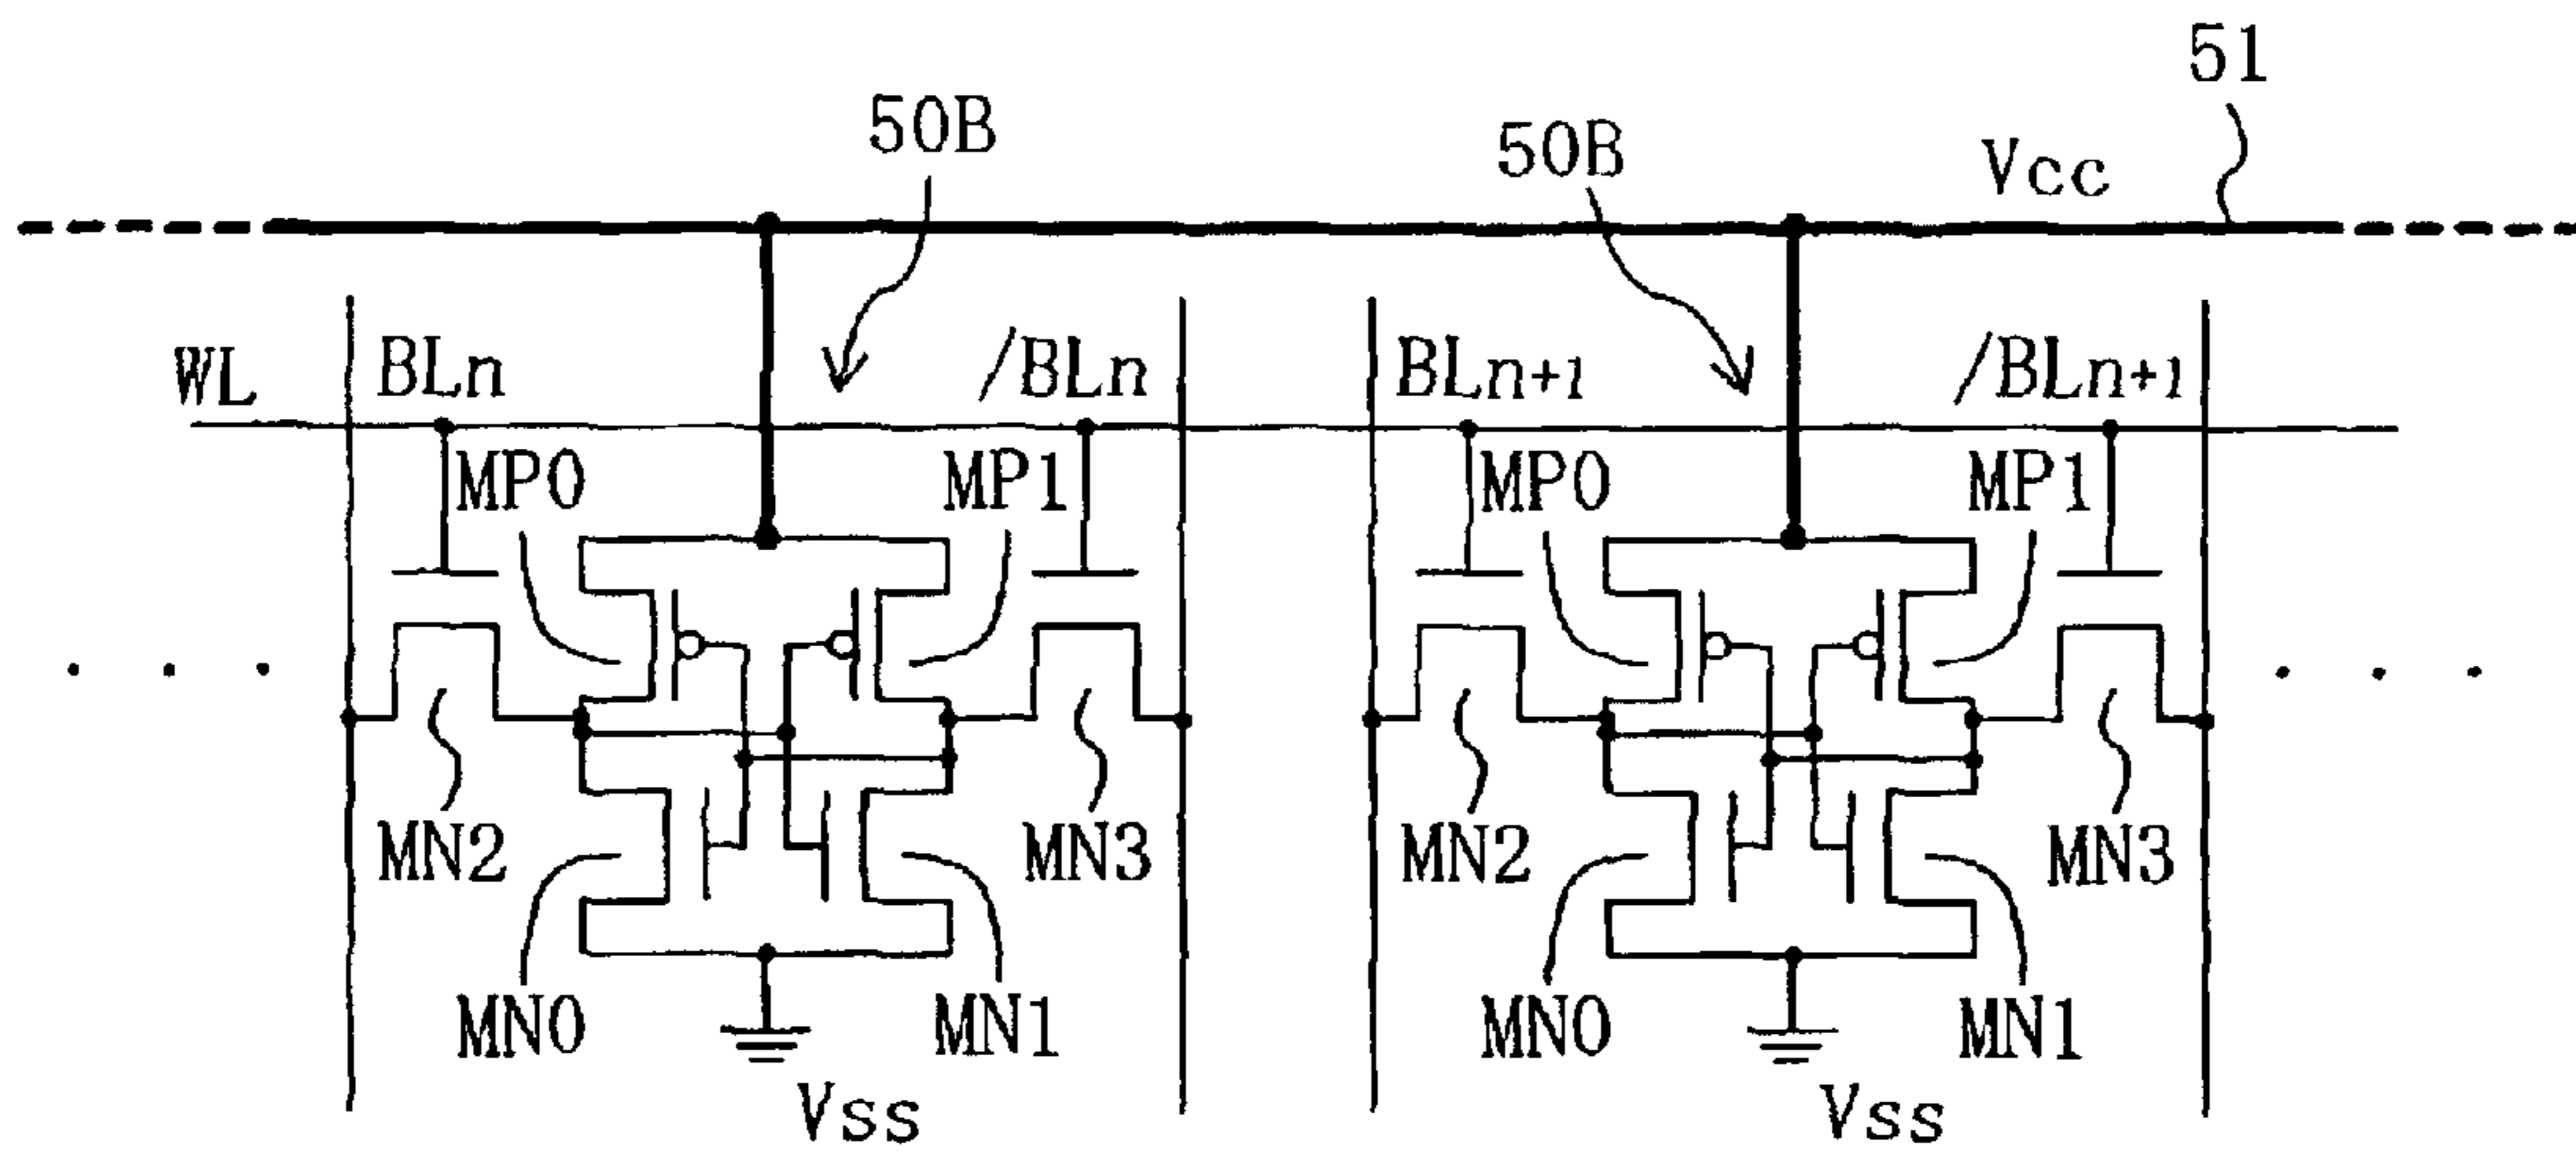 51
50B
50B
Vcc
WL
BLn
/BLn
BLn+1
/BLn+1
MP0
MP1
MP0
MP1
MN2
MN3
MN2
MN3
MN0
MN1
MN0
MN1
Vss
Vss